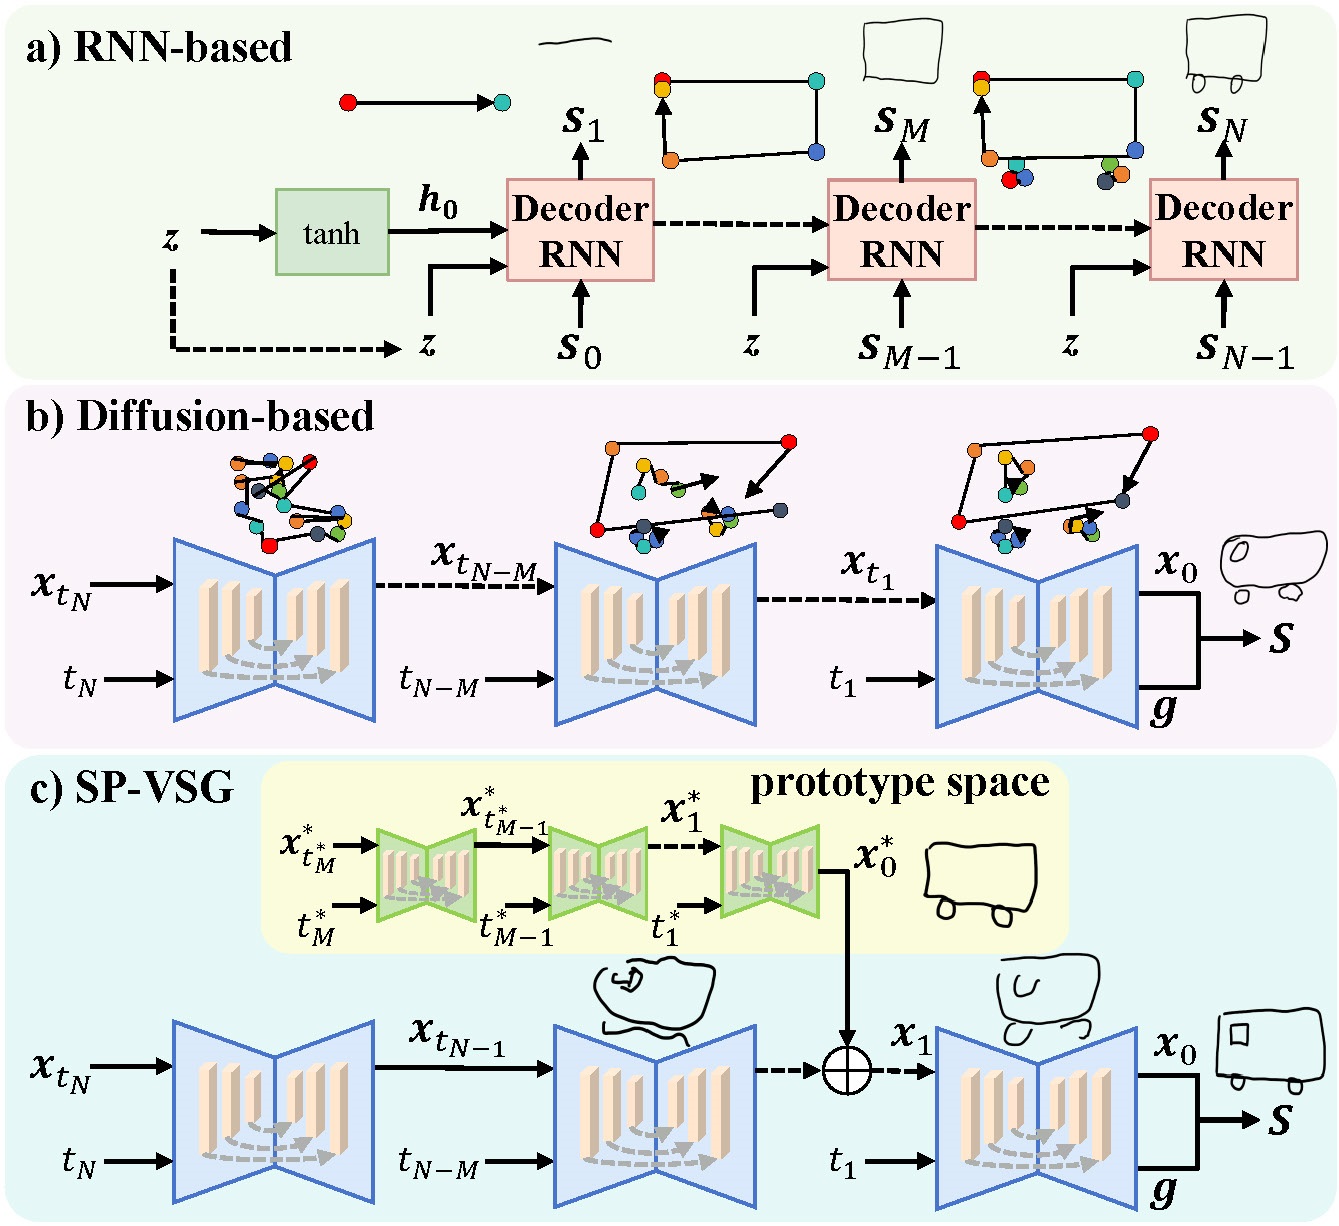 a) RNN-based
s_1 s_M s_N
h_0
z tanh Decoder RNN Decoder RNN Decoder RNN
z s_0 z s_{M-1} z s_{N-1}
b) Diffusion-based
x_{t_N} x_{t_{N-M}} x_{t_1} x_0
S
t_N t_{N-M} t_1 g
c) SP-VSG prototype space
x^*_{t^*_M} x^*_{t^*_{M-1}} x^*_1 x^*_0
t^*_M t^*_{M-1} t^*_1
x_{t_N} x_{t_{N-1}} x_1 x_0
S
t_N t_{N-M} t_1 g